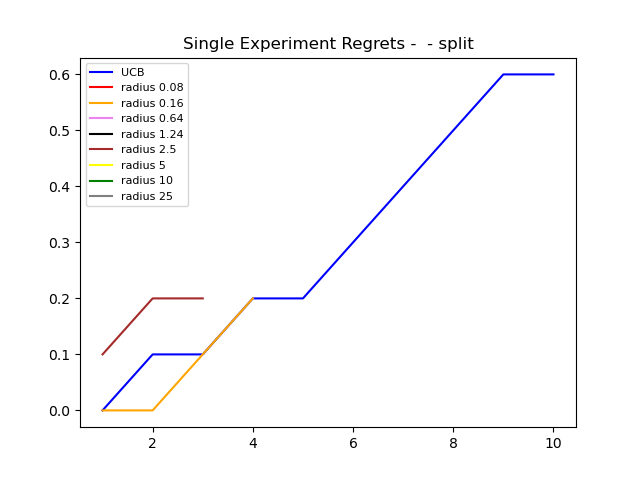 Single Experiment Regrets -  - split
UCB
radius 0.08
radius 0.16
radius 0.64
radius 1.24
radius 2.5
radius 5
radius 10
radius 25
0.6
0.5
0.4
0.3
0.2
0.1
0.0
2 4 6 8 10